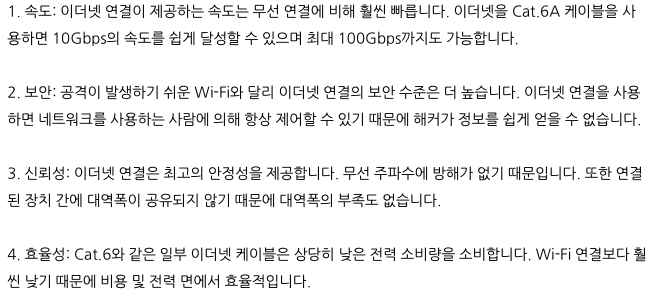 1. 속도: 이더넷 연결이 제공하는 속도는 무선 연결에 비해 훨씬 빠릅니다. 이더넷을 Cat.6A 케이블을 사
용하면 10Gbps의 속도를 쉽게 달성할 수 있으며 최대 100Gbps까지도 가능합니다.
2. 보안: 공격이 발생하기 쉬운 Wi-Fi와 달리 이더넷 연결의 보안 수준은 더 높습니다. 이더넷 연결을 사용
하면 네트워크를 사용하는 사람에 의해 항상 제어할 수 있기 때문에 해커가 정보를 쉽게 얻을 수 없습니다.
3. 신뢰성: 이더넷 연결은 최고의 안정성을 제공합니다. 무선 주파수에 방해가 없기 때문입니다. 또한 연결
된 장치 간에 대역폭이 공유되지 않기 때문에 대역폭의 부족도 없습니다.
4. 효율성: Cat.6와 같은 일부 이더넷 케이블은 상당히 낮은 전력 소비량을 소비합니다. Wi-Fi 연결보다 훨
씬 낮기 때문에 비용 및 전력 면에서 효율적입니다.